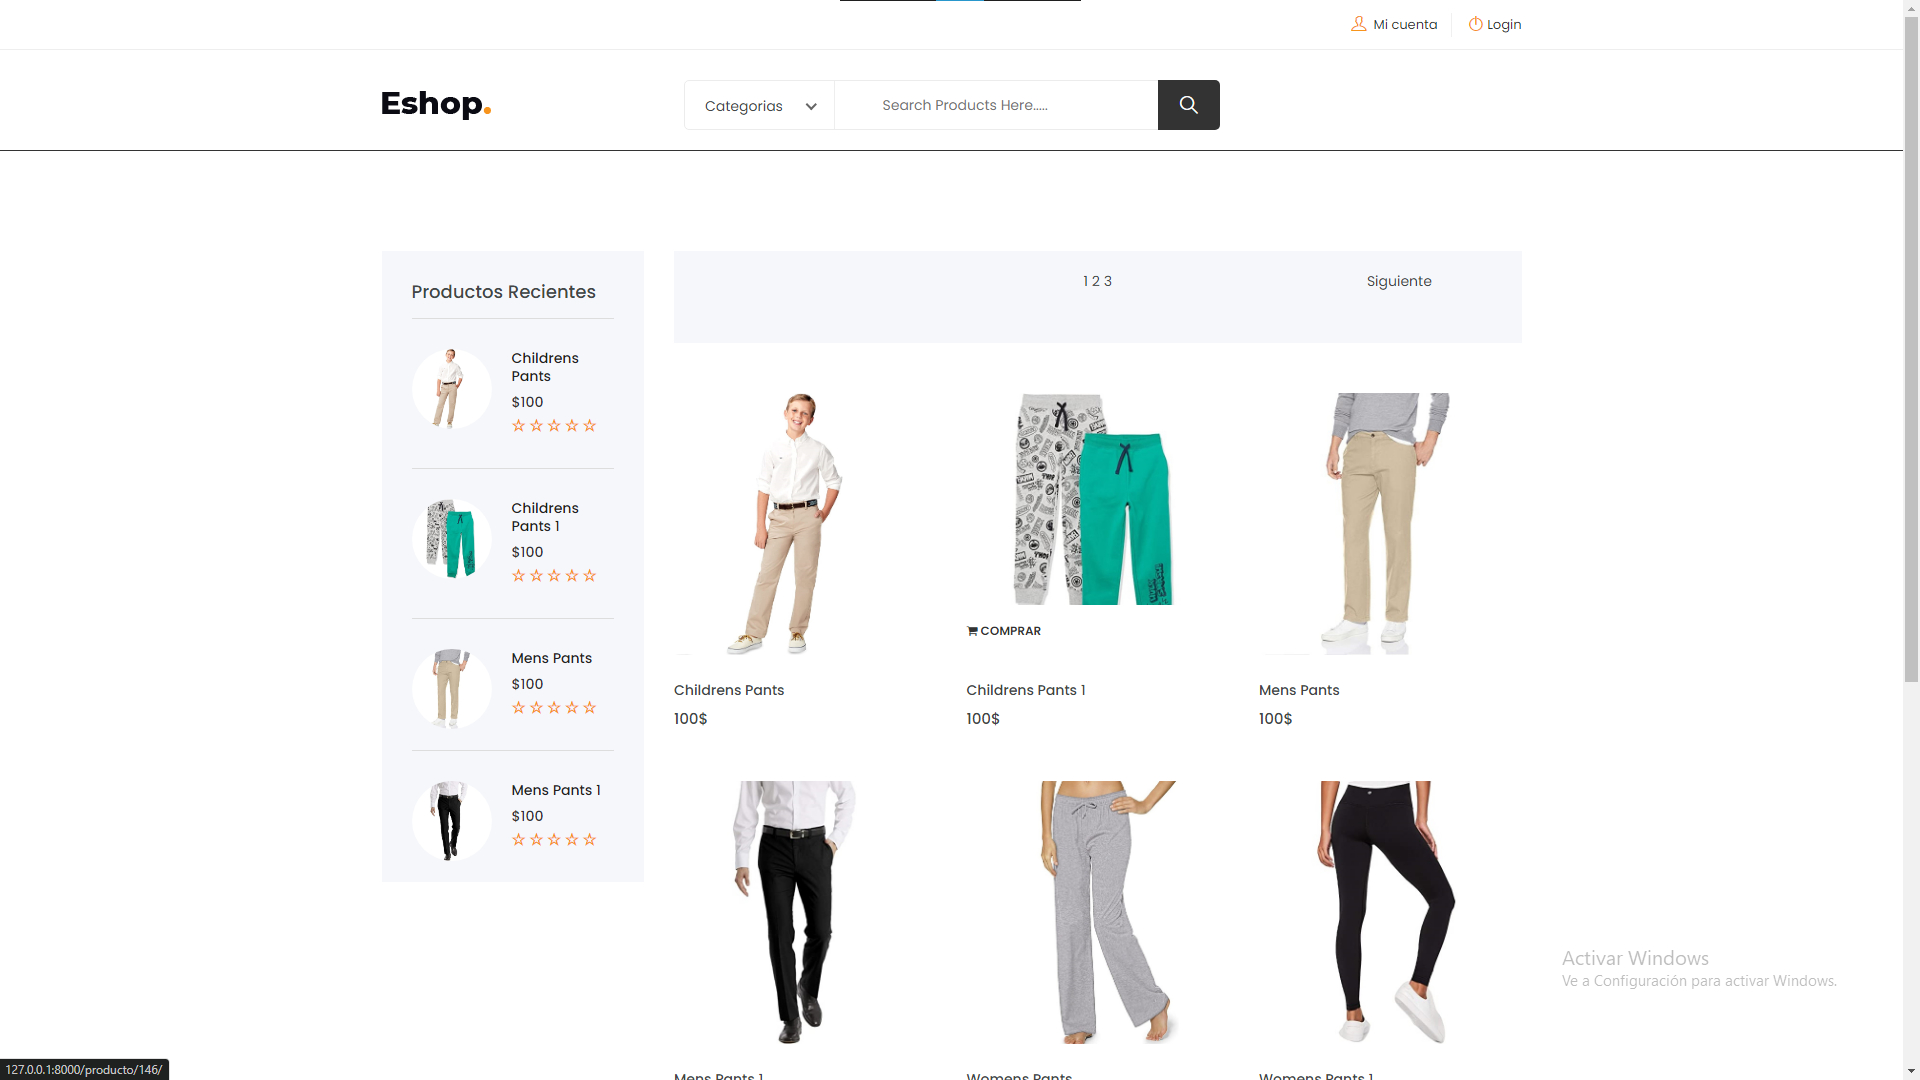 Mi cuenta
Login
Eshop.
Categorias
Search Products Here.....
Productos Recientes
Childrens
Pants
$100
Childrens
Pants 1
$100
Mens Pants
$100
Mens Pants 1
$100
1 2 3
Siguiente
COMPRAR
Childrens Pants
100$
Childrens Pants 1
100$
Mens Pants
100$
Mens Pants 1
Womens Pants
Womens Pants 1
Activar Windows
Ve a Configuración para activar Windows.
127.0.0.1:8000/producto/146/